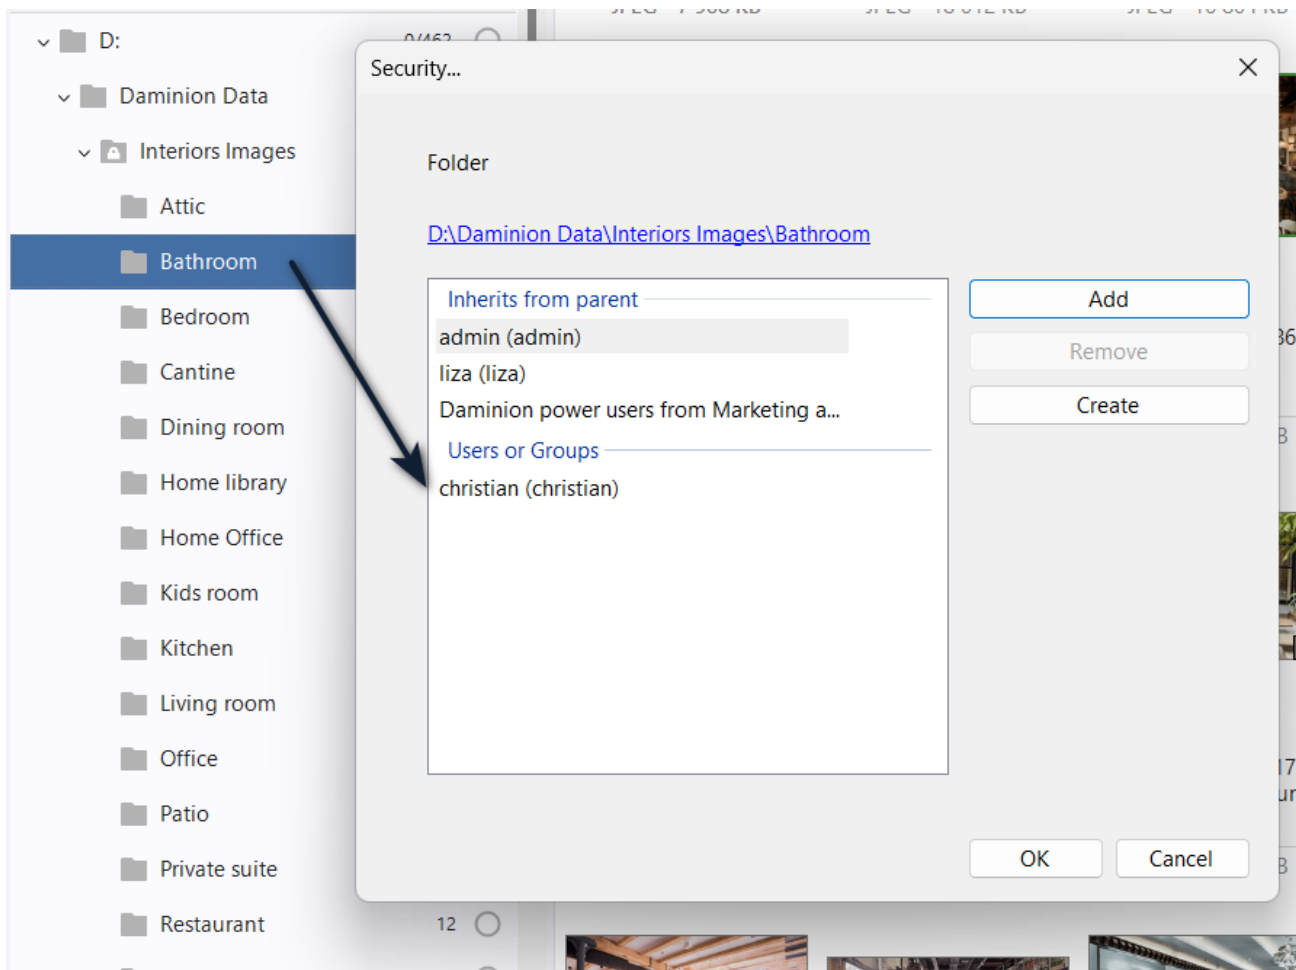 D:
0/462
Daminion Data
Interiors Images
Attic
Bathroom
Bedroom
Cantine
Dining room
Home library
Home Office
Kids room
Kitchen
Living room
Office
Patio
Private suite
Restaurant
12
Security...
Folder
D:\Daminion Data\Interiors Images\Bathroom
Inherits from parent
admin (admin)
liza (liza)
Daminion power users from Marketing a...
Users or Groups
christian (christian)
Add
Remove
Create
OK
Cancel